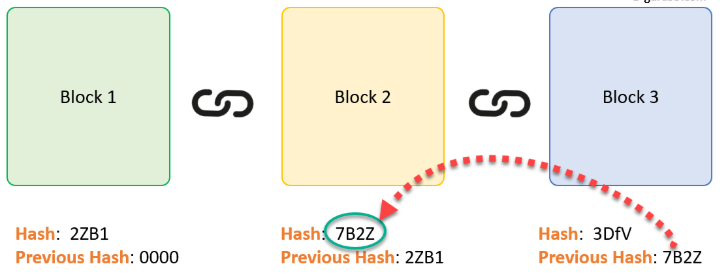 Block 1
Block 2
Block 3
Hash: 2ZB1
Previous Hash: 0000
Hash: 7B2Z
Previous Hash: 2ZB1
Hash: 3DfV
Previous Hash: 7B2Z